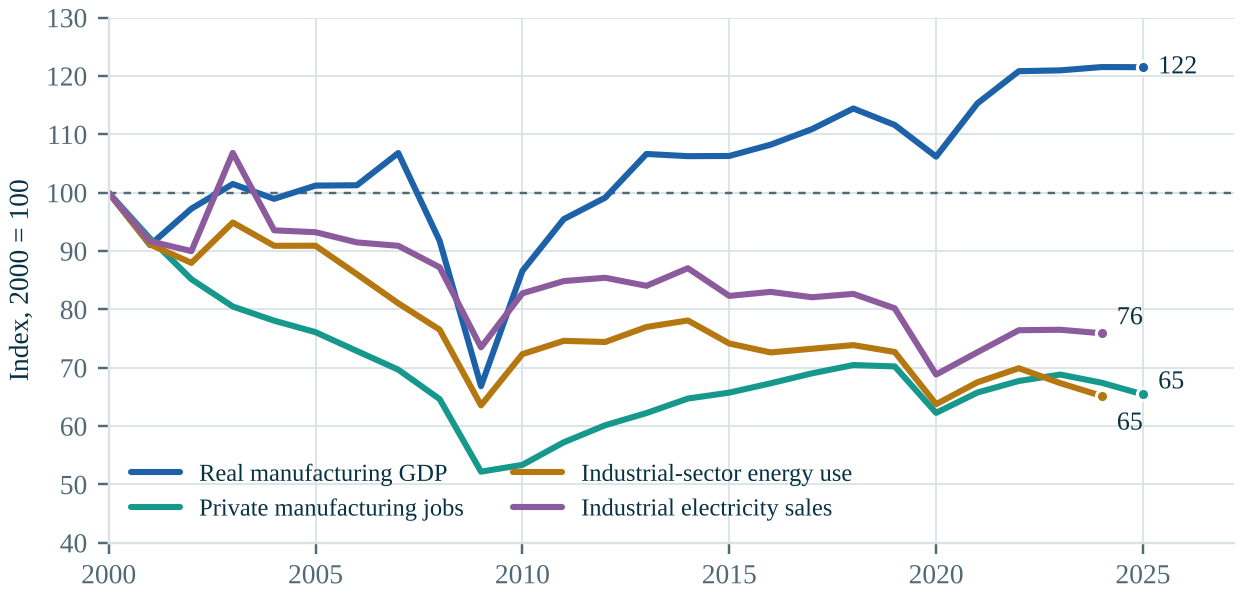 130
120
110
100
90
80
70
60
50
40
Index, 2000 = 100
122
76
65
65
Real manufacturing GDP
Industrial-sector energy use
Private manufacturing jobs
Industrial electricity sales
2000 2005 2010 2015 2020 2025